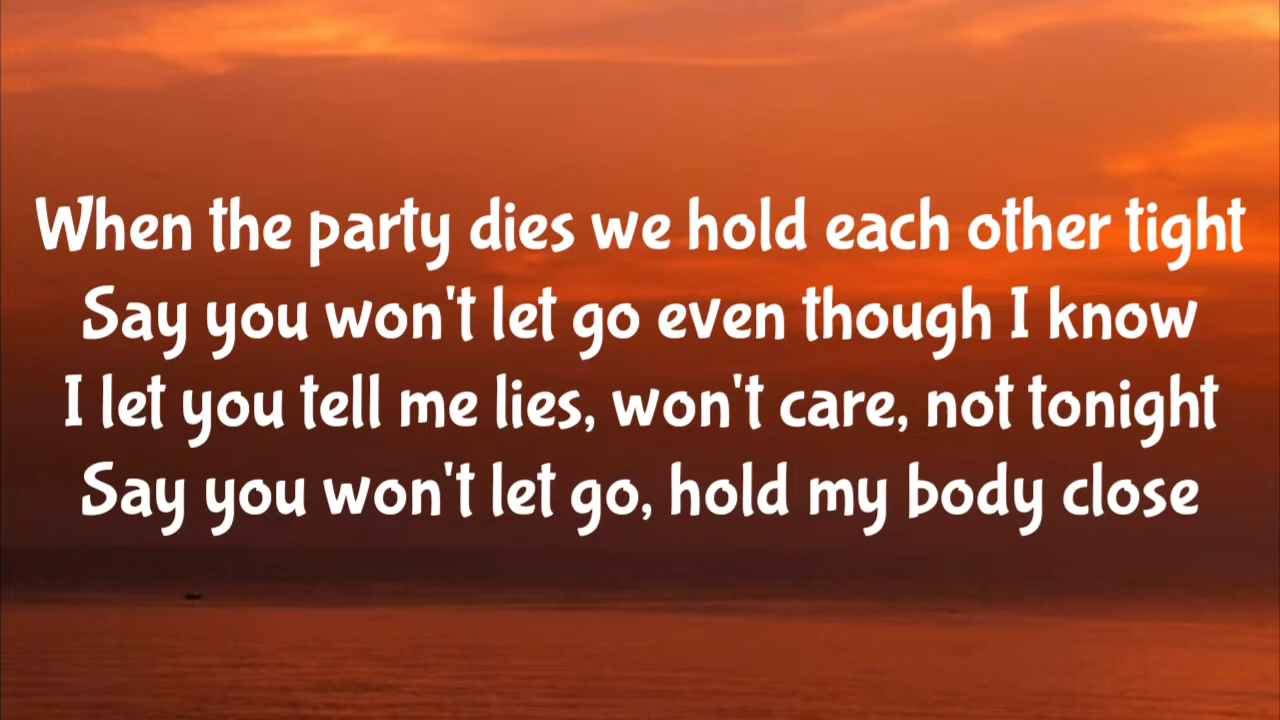 When the party dies we hold each other tight
Say you won't let go even though I know
I let you tell me lies, won't care, not tonight
Say you won't let go, hold my body close